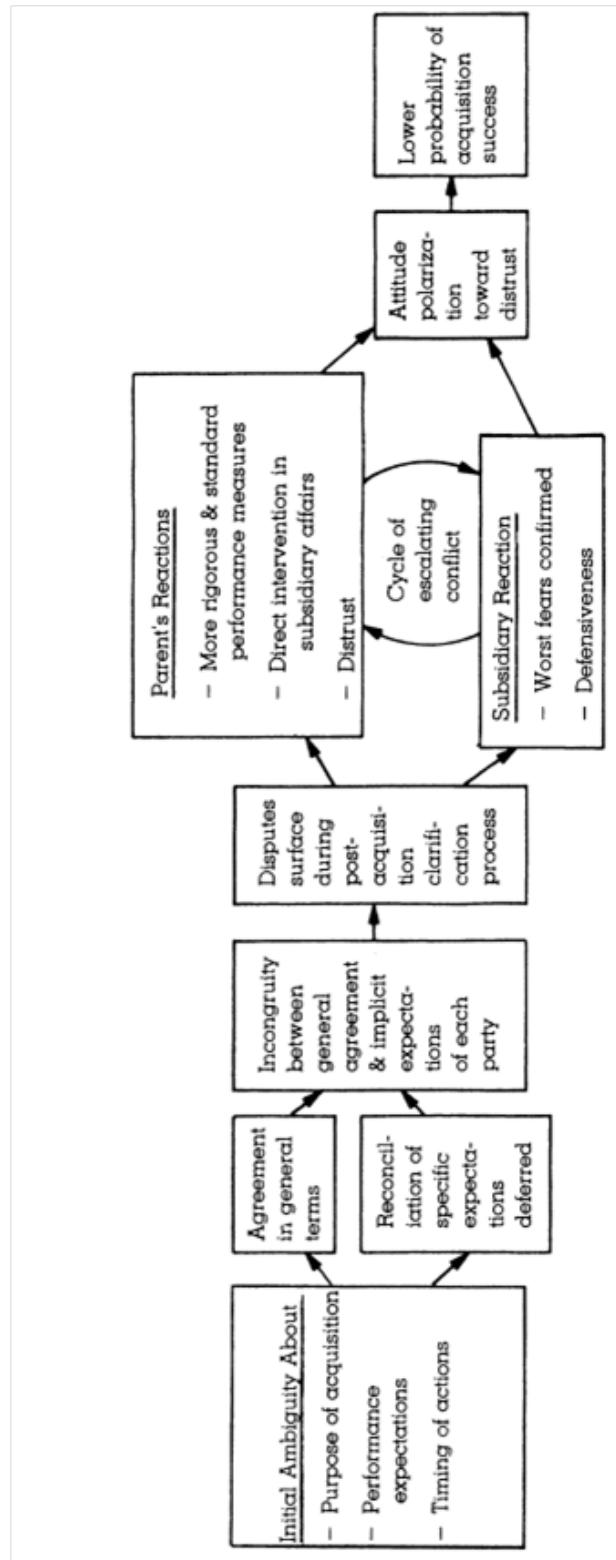 Initial Ambiguity About
– Purpose of acquisition
– Performance
expectations
– Timing of actions
Agreement
in general
terms
Reconcil-
iation of
specific
expecta-
tions
deferred
Incongruity
between
general
agreement
& implicit
expecta-
tions
of each
party
Disputes
surface
during
post-
acquisi-
tion
clarifi-
cation
process
Parent's Reactions
– More rigorous & standard
performance measures
– Direct intervention in
subsidiary affairs
– Distrust
Cycle of
escalating
conflict
Subsidiary Reaction
– Worst fears confirmed
– Defensiveness
Attitude
polariza-
tion
toward
distrust
Lower
probability of
acquisition
success